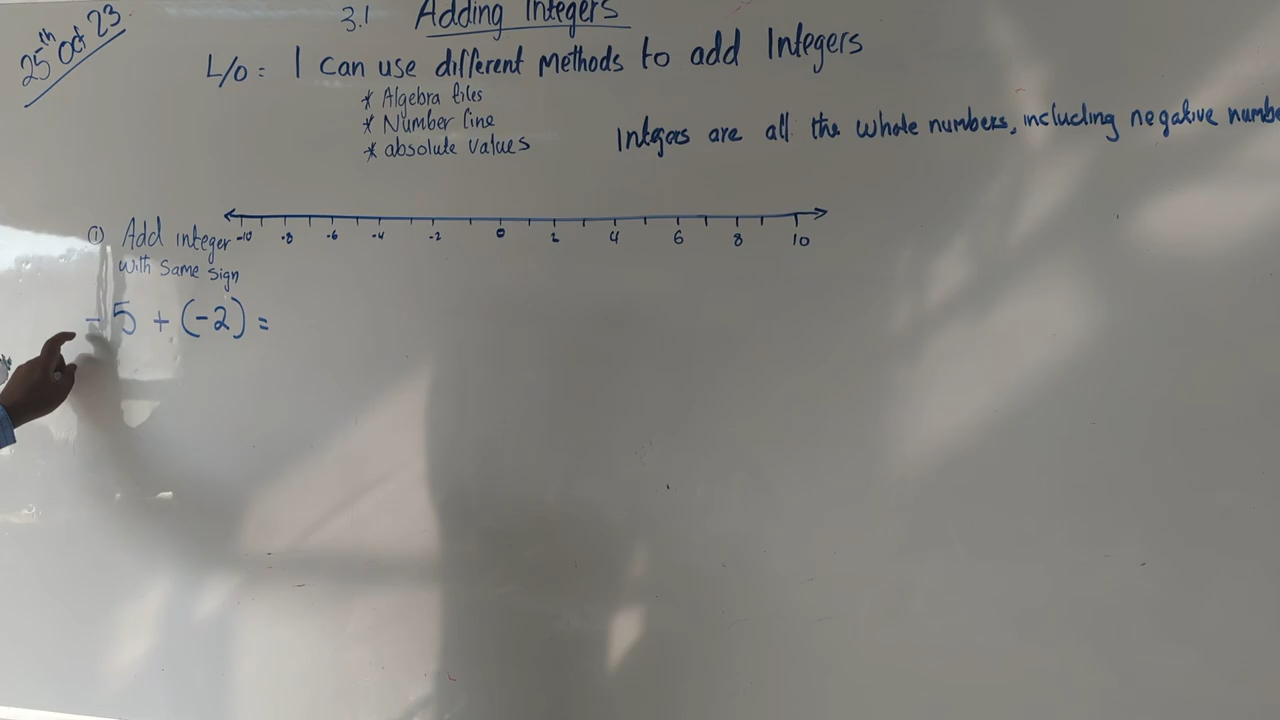 25th Oct 23
3.1 Adding Integers
L/O = I can use different methods to add Integers
* Algebra tiles
* Number line
* absolute values
Integers are all the whole numbers, including negative numbe
-10 -8 -6 -4 -2 0 2 4 6 8 10
① Add integer
with same sign
-5 + (-2) =